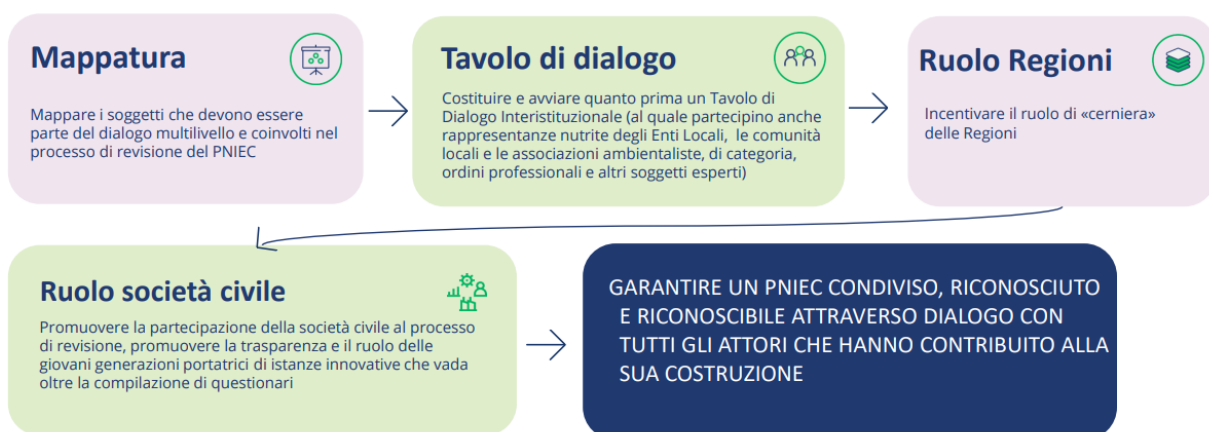 Mappatura
Mappare i soggetti che devono essere
parte del dialogo multilivello e coinvolti nel
processo di revisione del PNIEC
Tavolo di dialogo
Costituire e avviare quanto prima un Tavolo di
Dialogo Interistituzionale (al quale partecipino anche
rappresentanze nutrite degli Enti Locali, le comunità
locali e le associazioni ambientaliste, di categoria,
ordini professionali e altri soggetti esperti)
Ruolo Regioni
Incentivare il ruolo di «cerniera»
delle Regioni
Ruolo società civile
Promuovere la partecipazione della società civile al processo
di revisione, promuovere la trasparenza e il ruolo delle
giovani generazioni portatrici di istanze innovative che vada
oltre la compilazione di questionari
GARANTIRE UN PNIEC CONDIVISO, RICONOSCIUTO
E RICONOSCIBILE ATTRAVERSO DIALOGO CON
TUTTI GLI ATTORI CHE HANNO CONTRIBUITO ALLA
SUA COSTRUZIONE